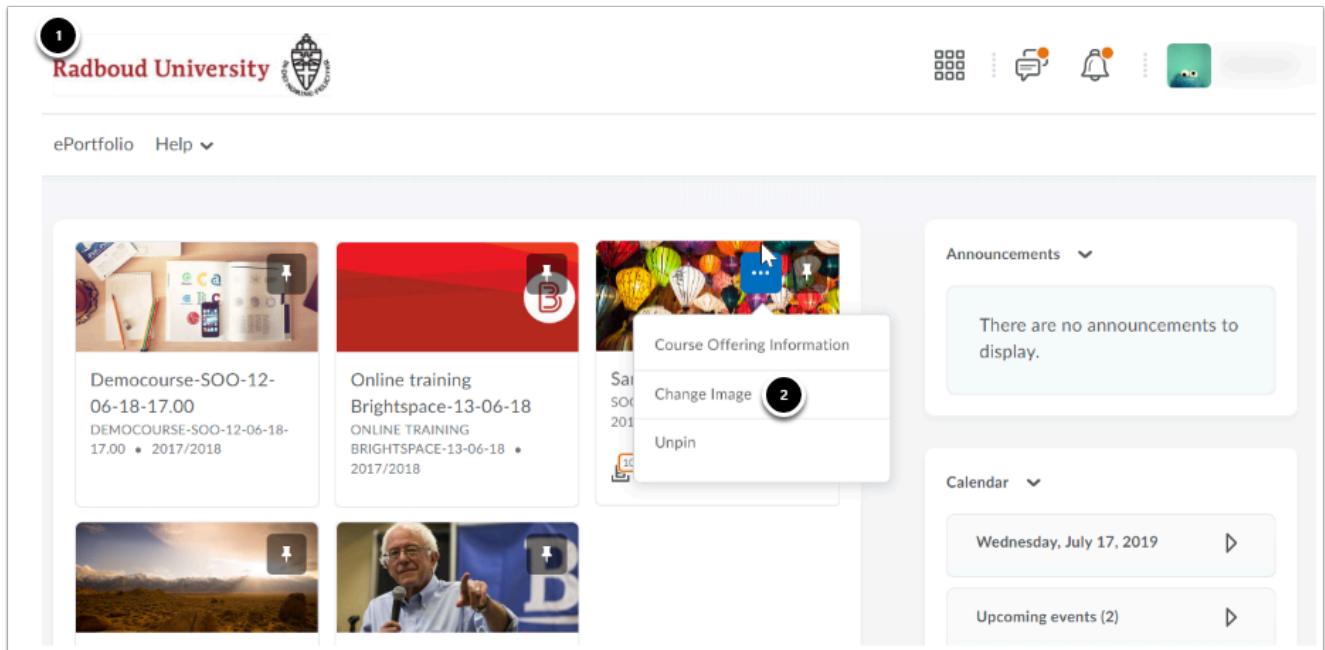 1
Radboud University
ePortfolio Help
Democourse-SOO-12-
06-18-17.00
DEMOCOURSE-SOO-12-06-18-
17.00 • 2017/2018
Online training
Brightspace-13-06-18
ONLINE TRAINING
BRIGHTSPACE-13-06-18 •
2017/2018
B
...
Course Offering Information
Change Image 2
Unpin
Announcements
There are no announcements to
display.
Calendar
Wednesday, July 17, 2019
Upcoming events (2)